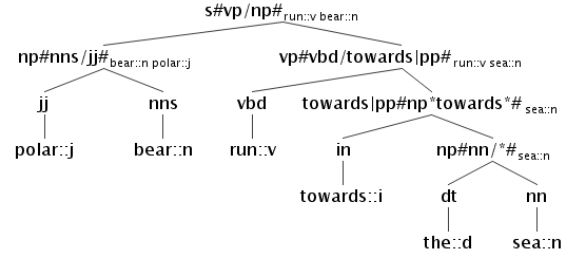 s#vp/np#run::v bear::n
np#nns/jj#bear::n polar::j vp#vbd/towards|pp#run::v sea::n
jj nns vbd towards|pp#np*towards*#sea::n
polar::j bear::n run::v in np#nn/*#sea::n
towards::i dt nn
the::d sea::n